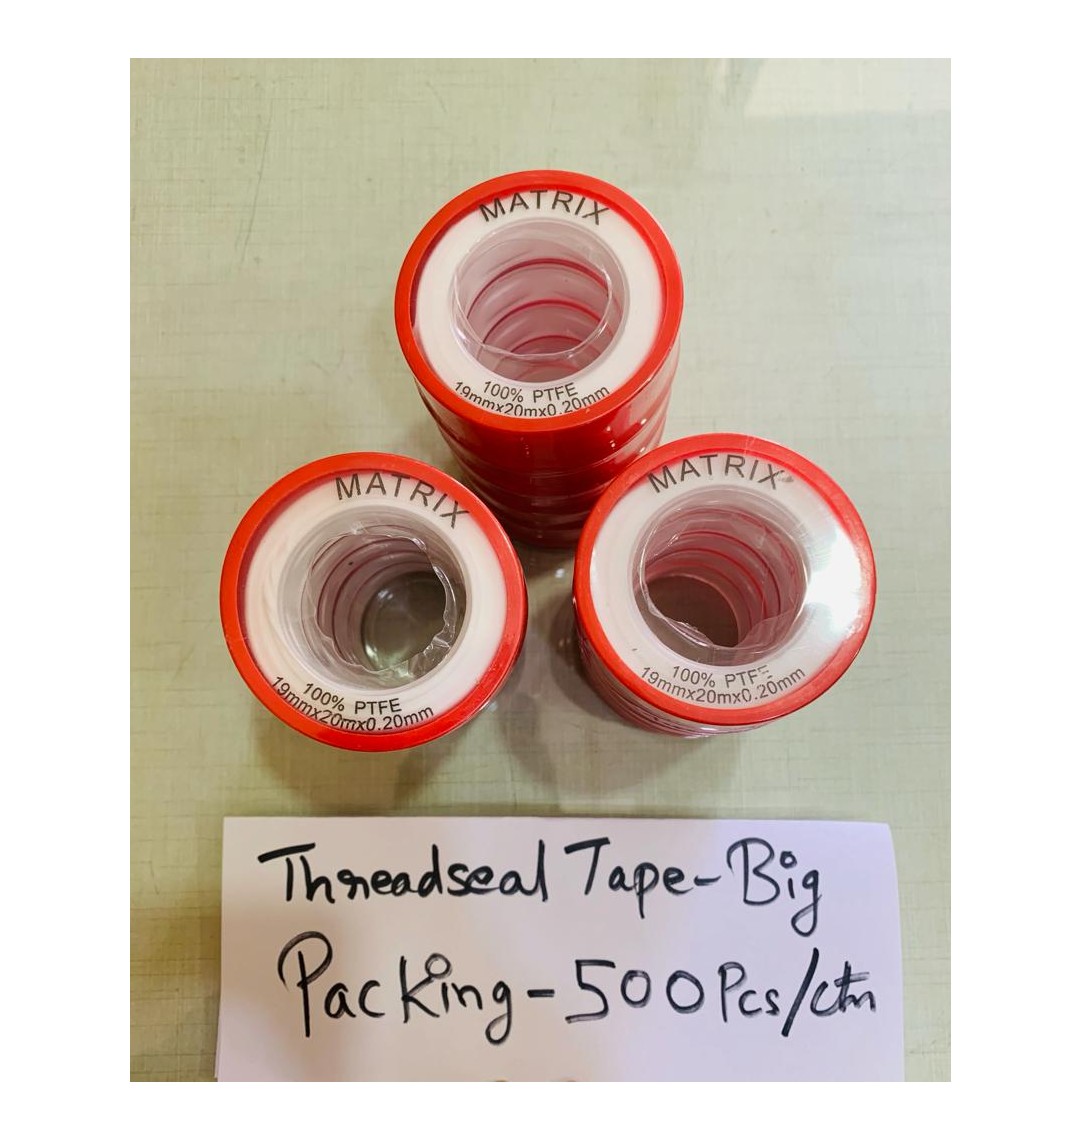 MATRIX
100% PTFE
19mmx20mx0.20mm
MATRIX
100% PTFE
19mmx20mx0.20mm
MATRIX
100% PTFE
19mmx20mx0.20mm
Threadseal Tape-Big
Packing-500Pcs/ctn